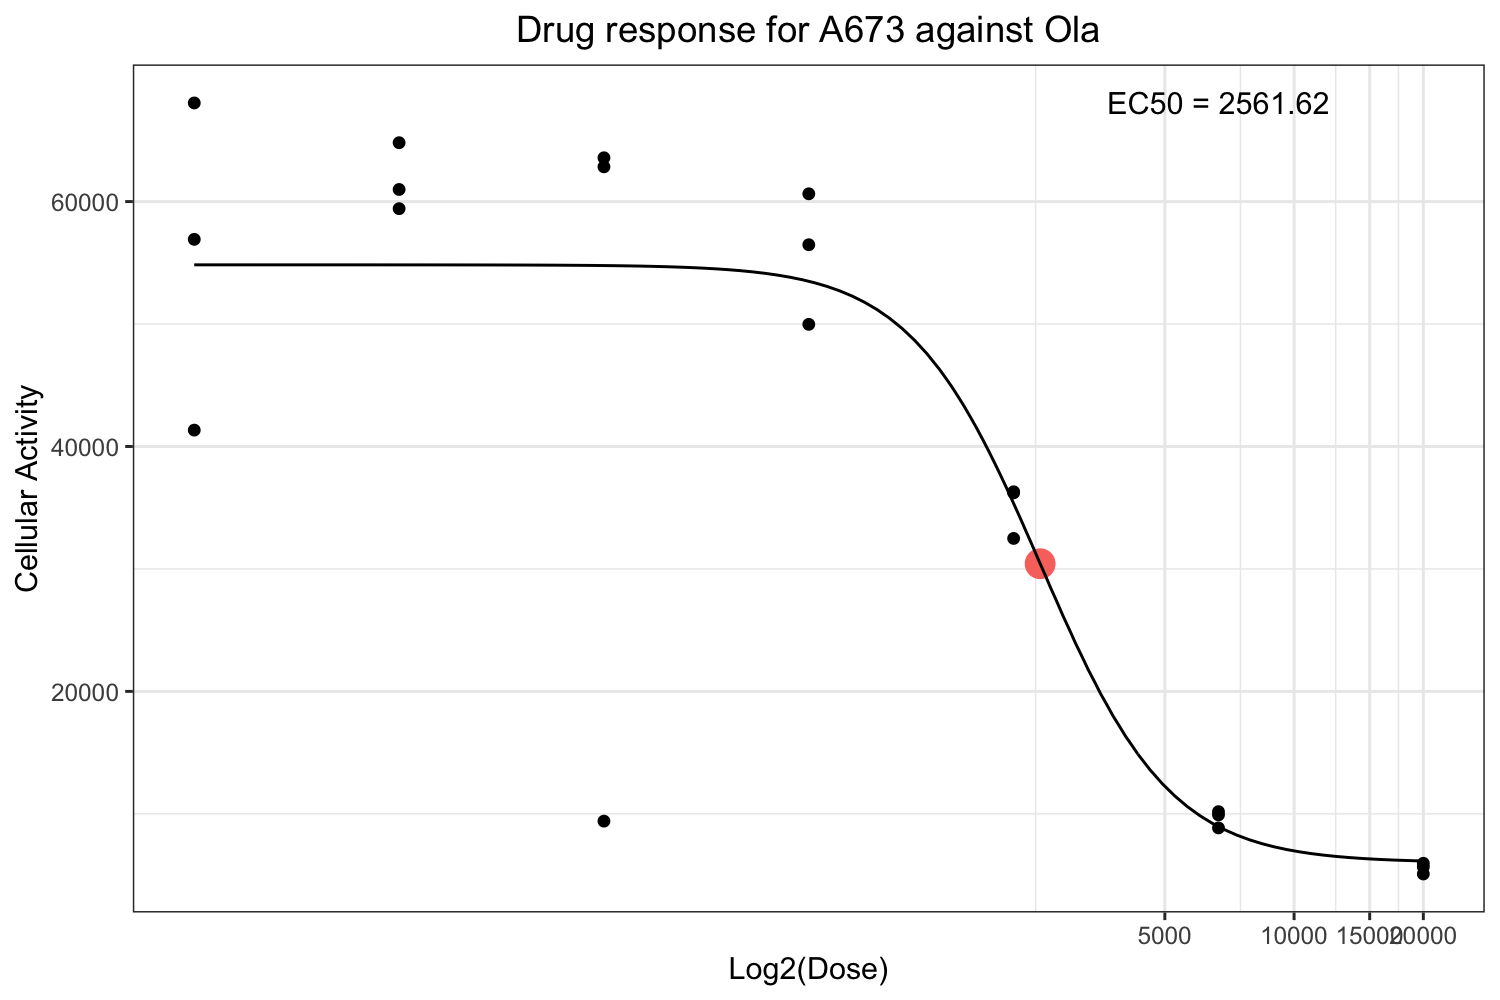 Drug response for A673 against Ola
EC50 = 2561.62
60000
40000
20000
Cellular Activity
5000 10000 15000 20000
Log2(Dose)